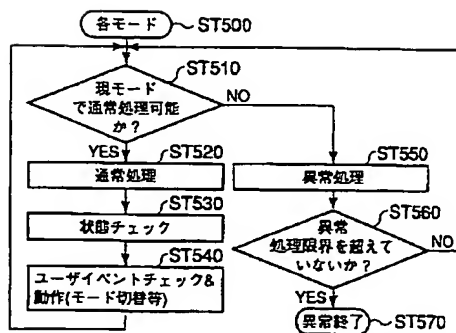 各モード
ST500
ST510
現モード
で通常処理可能
か?
NO
YES
ST520
通常処理
ST530
状態チェック
ST540
ユーザイベントチェック&
動作(モード切替等)
ST550
異常処理
ST560
異常
処理限界を超えて
いないか?
NO
YES
異常終了
ST570